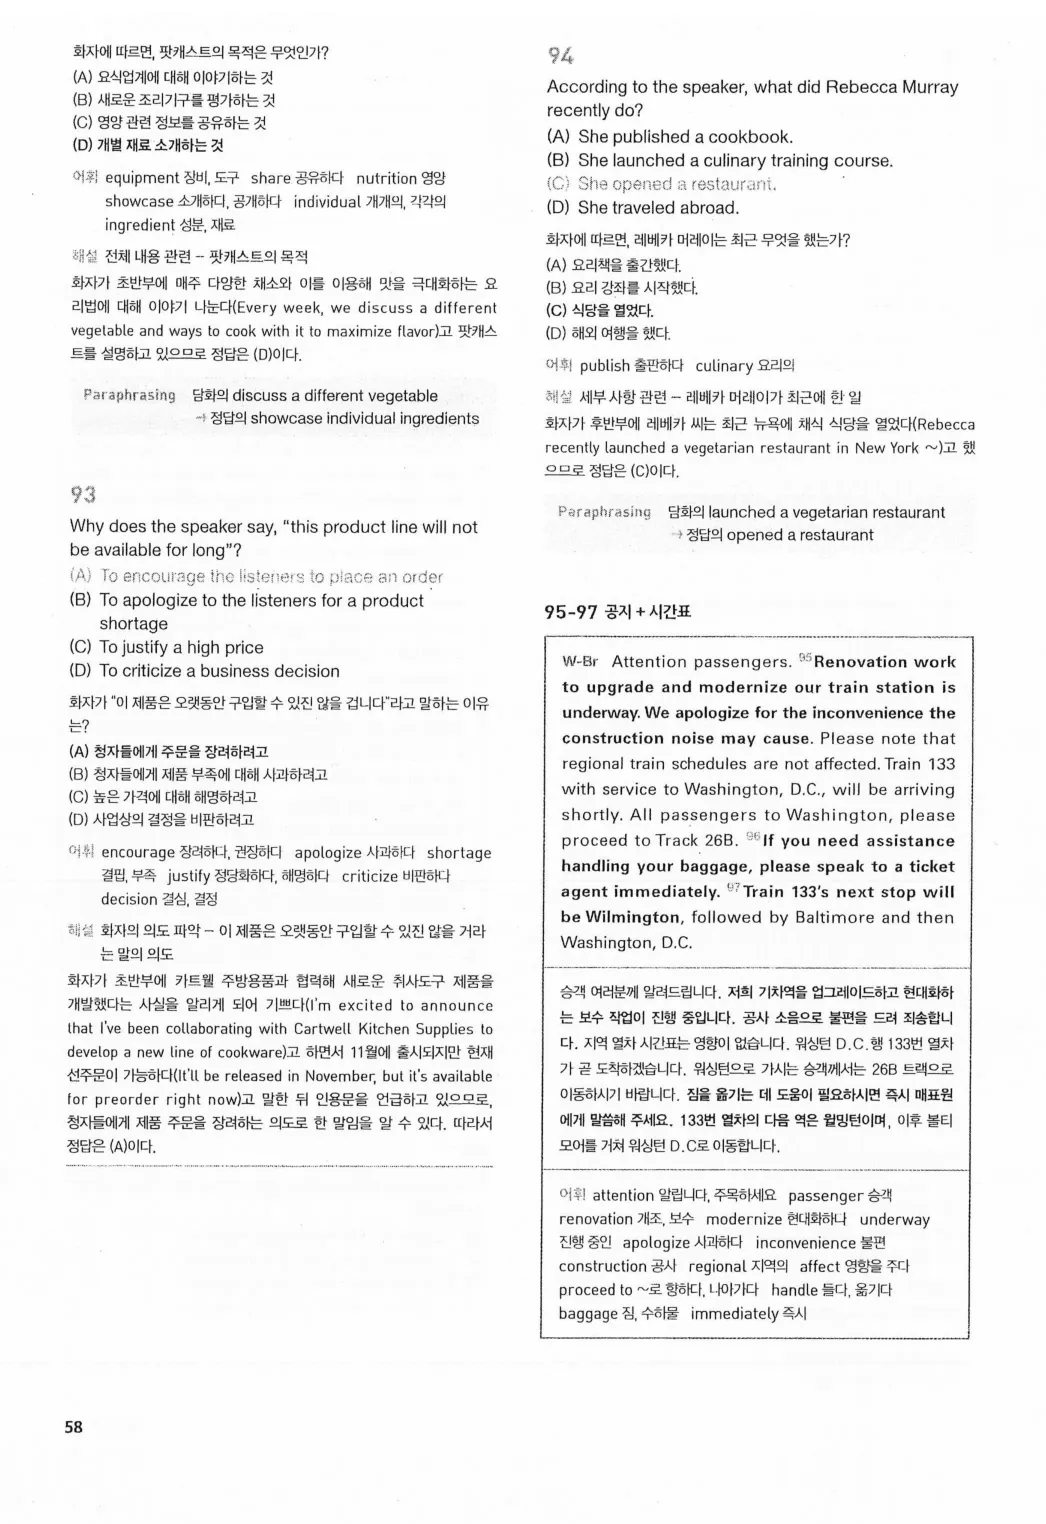 화자에 따르면, 팟캐스트의 목적은 무엇인가?
(A) 요식업계에 대해 이야기하는 것
(B) 새로운 조리기구를 평가하는 것
(C) 영양 관련 정보를 공유하는 것
(D) 개별 재료 소개하는 것
어휘 equipment 장비, 도구 share 공유하다 nutrition 영양
showcase 소개하다, 공개하다 individual 개개의, 각각의
ingredient 성분, 재료
해설 전체 내용 관련 – 팟캐스트의 목적
화자가 초반부에 매주 다양한 채소와 이를 이용해 맛을 극대화하는 요
리법에 대해 이야기 나눈다(Every week, we discuss a different
vegetable and ways to cook with it to maximize flavor)고 팟캐스
트를 설명하고 있으므로 정답은 (D)이다.
Paraphrasing 담화의 discuss a different vegetable
→ 정답의 showcase individual ingredients
93
Why does the speaker say, “this product line will not
be available for long”?
(A) To encourage the listeners to place an order
(B) To apologize to the listeners for a product
shortage
(C) To justify a high price
(D) To criticize a business decision
화자가 “이 제품은 오랫동안 구입할 수 있진 않을 겁니다”라고 말하는 이유
는?
(A) 청자들에게 주문을 장려하려고
(B) 청자들에게 제품 부족에 대해 사과하려고
(C) 높은 가격에 대해 해명하려고
(D) 사업상의 결정을 비판하려고
어휘 encourage 장려하다, 권장하다 apologize 사과하다 shortage
결핍, 부족 justify 정당화하다, 해명하다 criticize 비판하다
decision 결심, 결정
해설 화자의 의도 파악 – 이 제품은 오랫동안 구입할 수 있진 않을 거라
는 말의 의도
화자가 초반부에 카트웰 주방용품과 협력해 새로운 취사도구 제품을
개발했다는 사실을 알리게 되어 기쁘다(I'm excited to announce
that I've been collaborating with Cartwell Kitchen Supplies to
develop a new line of cookware)고 하면서 11월에 출시되지만 현재
선주문이 가능하다(It'll be released in November, but it's available
for preorder right now)고 말한 뒤 인용문을 언급하고 있으므로,
청자들에게 제품 주문을 장려하는 의도로 한 말임을 알 수 있다. 따라서
정답은 (A)이다.
58
94
According to the speaker, what did Rebecca Murray
recently do?
(A) She published a cookbook.
(B) She launched a culinary training course.
(C) She opened a restaurant.
(D) She traveled abroad.
화자에 따르면, 레베카 머레이는 최근 무엇을 했는가?
(A) 요리책을 출간했다.
(B) 요리 강좌를 시작했다.
(C) 식당을 열었다.
(D) 해외 여행을 했다.
어휘 publish 출판하다 culinary 요리의
해설 세부 사항 관련 – 레베카 머레이가 최근에 한 일
화자가 후반부에 레베카 씨는 최근 뉴욕에 채식 식당을 열었다(Rebecca
recently launched a vegetarian restaurant in New York ~)고 했
으므로 정답은 (C)이다.
Paraphrasing 담화의 launched a vegetarian restaurant
→ 정답의 opened a restaurant
95-97 공지 + 시간표
W-Br Attention passengers. 95Renovation work
to upgrade and modernize our train station is
underway. We apologize for the inconvenience the
construction noise may cause. Please note that
regional train schedules are not affected. Train 133
with service to Washington, D.C., will be arriving
shortly. All passengers to Washington, please
proceed to Track 26B. 96If you need assistance
handling your baggage, please speak to a ticket
agent immediately. 97Train 133's next stop will
be Wilmington, followed by Baltimore and then
Washington, D.C.
승객 여러분께 알려드립니다. 저희 기차역을 업그레이드하고 현대화하
는 보수 작업이 진행 중입니다. 공사 소음으로 불편을 드려 죄송합니
다. 지역 열차 시간표는 영향이 없습니다. 워싱턴 D.C.행 133번 열차
가 곧 도착하겠습니다. 워싱턴으로 가시는 승객께서는 26B 트랙으로
이동하시기 바랍니다. 짐을 옮기는 데 도움이 필요하시면 즉시 매표원
에게 말씀해 주세요. 133번 열차의 다음 역은 윌밍턴이며, 이후 볼티
모어를 거쳐 워싱턴 D.C로 이동합니다.
어휘 attention 알립니다, 주목하세요 passenger 승객
renovation 개조, 보수 modernize 현대화하다 underway
진행 중인 apologize 사과하다 inconvenience 불편
construction 공사 regional 지역의 affect 영향을 주다
proceed to ~로 향하다, 나아가다 handle 들다, 옮기다
baggage 짐, 수하물 immediately 즉시